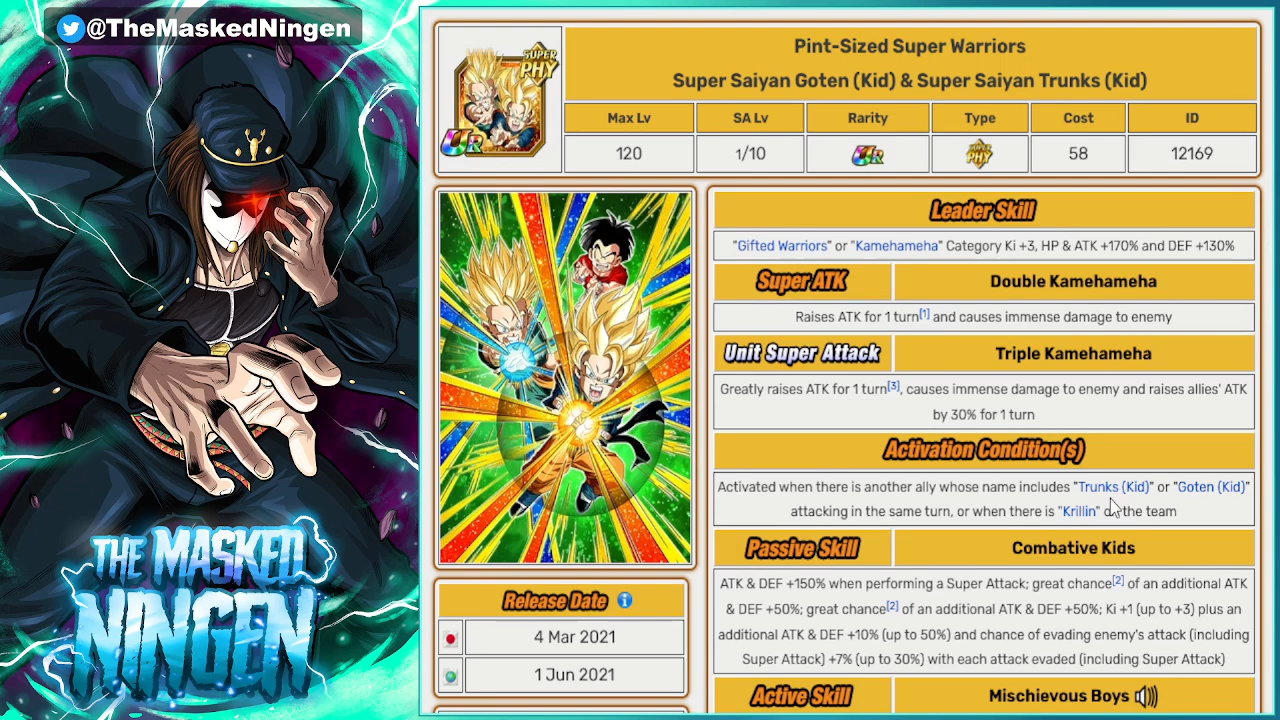 @TheMaskedNingen
THE MASKED
NINGEN
SUPER
PHY
UR
Pint-Sized Super Warriors
Super Saiyan Goten (Kid) & Super Saiyan Trunks (Kid)
Max Lv SA Lv Rarity Type Cost ID
120 1/10 UR SUPER PHY 58 12169
Leader Skill
"Gifted Warriors" or "Kamehameha" Category Ki +3, HP & ATK +170% and DEF +130%
Super ATK Double Kamehameha
Raises ATK for 1 turn[1] and causes immense damage to enemy
Unit Super Attack Triple Kamehameha
Greatly raises ATK for 1 turn[3], causes immense damage to enemy and raises allies' ATK
by 30% for 1 turn
Activation Condition(s)
Activated when there is another ally whose name includes "Trunks (Kid)" or "Goten (Kid)"
attacking in the same turn, or when there is "Krillin" the team
Passive Skill Combative Kids
ATK & DEF +150% when performing a Super Attack; great chance[2] of an additional ATK
& DEF +50%; great chance[2] of an additional ATK & DEF +50%; Ki +1 (up to +3) plus an
additional ATK & DEF +10% (up to 50%) and chance of evading enemy's attack (including
Super Attack) +7% (up to 30%) with each attack evaded (including Super Attack)
Active Skill Mischievous Boys
Release Date
4 Mar 2021
1 Jun 2021